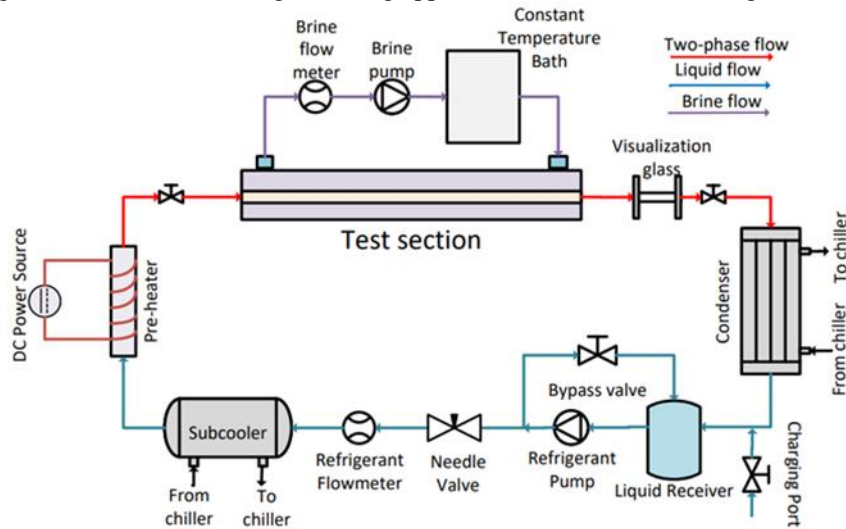 Brine
flow
meter
Brine
pump
Constant
Temperature
Bath
Two-phase flow
Liquid flow
Brine flow
Visualization
glass
Test section
DC Power Source
Pre-heater
Condenser
To chiller
From chiller
Subcooler
From
chiller
To
chiller
Refrigerant
Flowmeter
Needle
Valve
Bypass valve
Refrigerant
Pump
Liquid Receiver
Charging Port